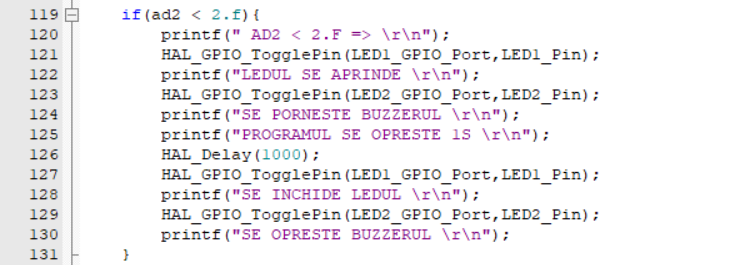 119 if(ad2 < 2.f){
120 printf(" AD2 < 2.F => \r\n");
121 HAL_GPIO_TogglePin(LED1_GPIO_Port,LED1_Pin);
122 printf("LEDUL SE APRINDE \r\n");
123 HAL_GPIO_TogglePin(LED2_GPIO_Port,LED2_Pin);
124 printf("SE PORNESTE BUZZERUL \r\n");
125 printf("PROGRAMUL SE OPRESTE 1S \r\n");
126 HAL_Delay(1000);
127 HAL_GPIO_TogglePin(LED1_GPIO_Port,LED1_Pin);
128 printf("SE INCHIDE LEDUL \r\n");
129 HAL_GPIO_TogglePin(LED2_GPIO_Port,LED2_Pin);
130 printf("SE OPRESTE BUZZERUL \r\n");
131 }